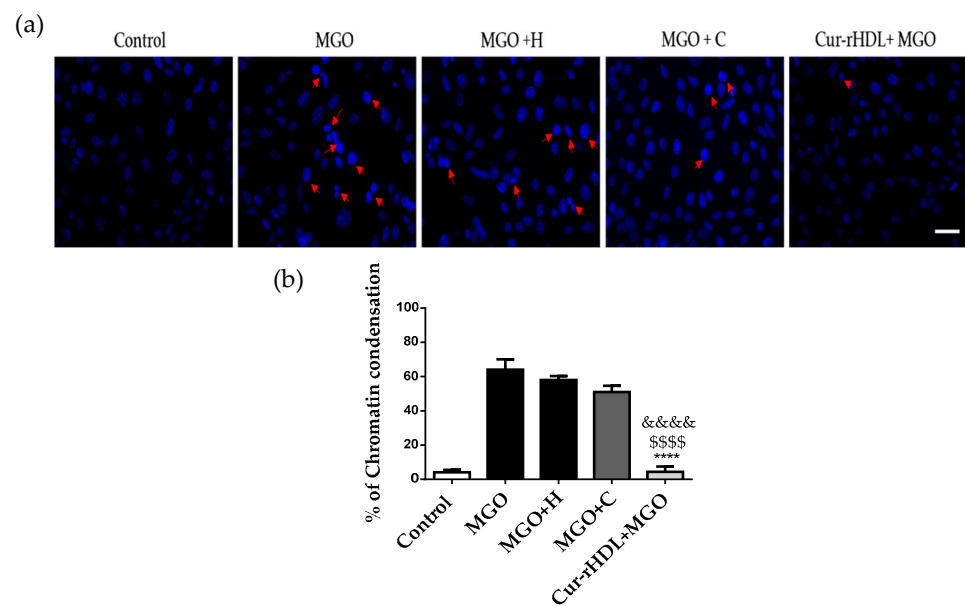 (a)
Control MGO MGO +H MGO + C Cur-rHDL+ MGO
(b)
% of Chromatin condensation
100
80
60
40
20
0
&&&&
$$$$
****
Control
MGO
MGO+H
MGO+C
Cur-rHDL+MGO